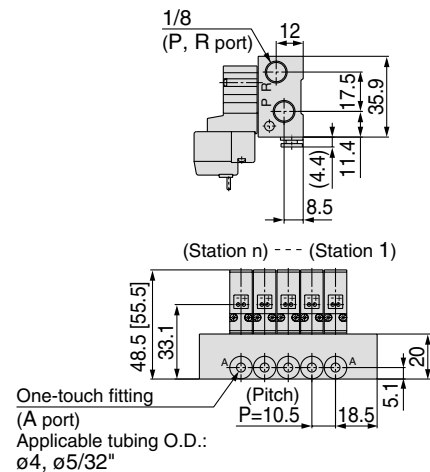 1/8
(P, R port)
12
P R
17.5
35.9
11.4
(4.4)
8.5
(Station n) --- (Station 1)
48.5 [55.5]
33.1
A
A
20
5.1
One-touch fitting
(A port)
Applicable tubing O.D.:
ø4, ø5/32"
(Pitch)
P=10.5
18.5